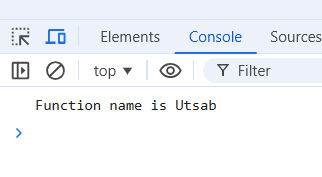 Elements Console Sources
top Filter
Function name is Utsab